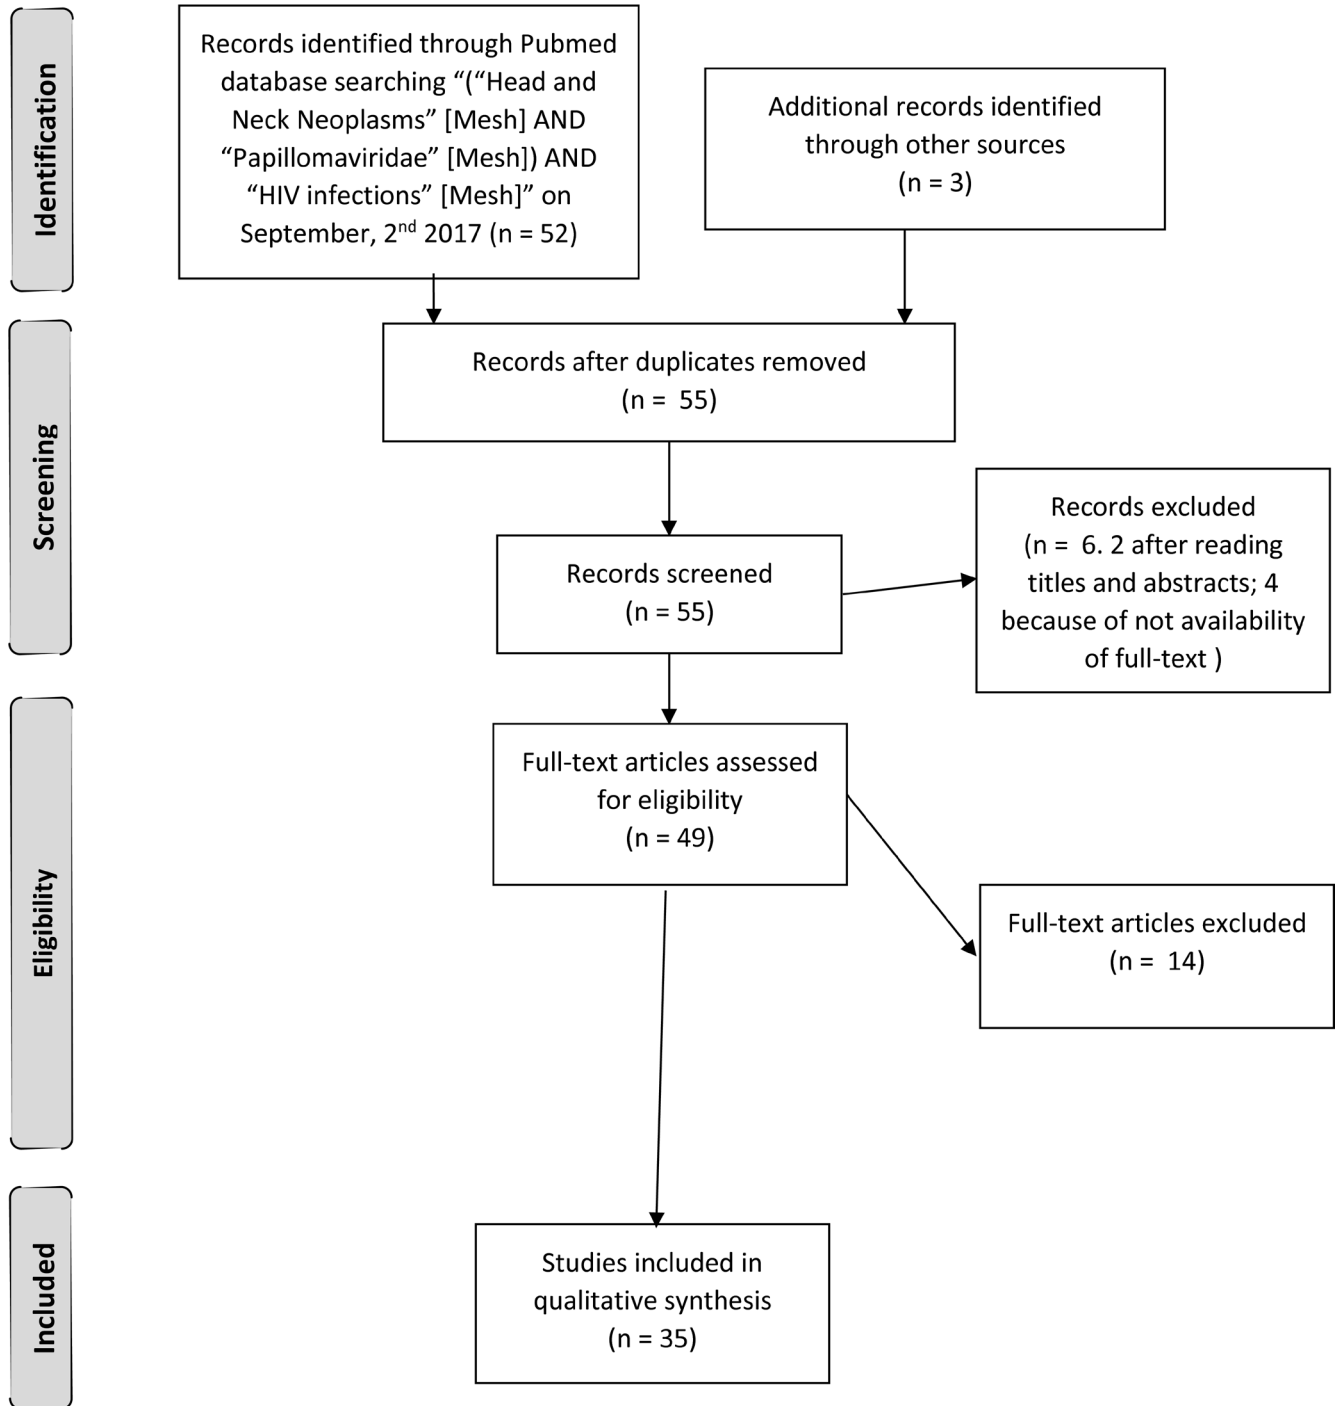 Identification
Records identified through Pubmed
database searching “(“Head and
Neck Neoplasms” [Mesh] AND
“Papillomaviridae” [Mesh]) AND
“HIV infections” [Mesh]” on
September, 2nd 2017 (n = 52)
Additional records identified
through other sources
(n = 3)
Screening
Records after duplicates removed
(n =  55)
Records screened
(n = 55)
Records excluded
(n =  6. 2 after reading
titles and abstracts; 4
because of not availability
of full-text )
Eligibility
Full-text articles assessed
for eligibility
(n = 49)
Full-text articles excluded
(n =  14)
Included
Studies included in
qualitative synthesis
(n = 35)